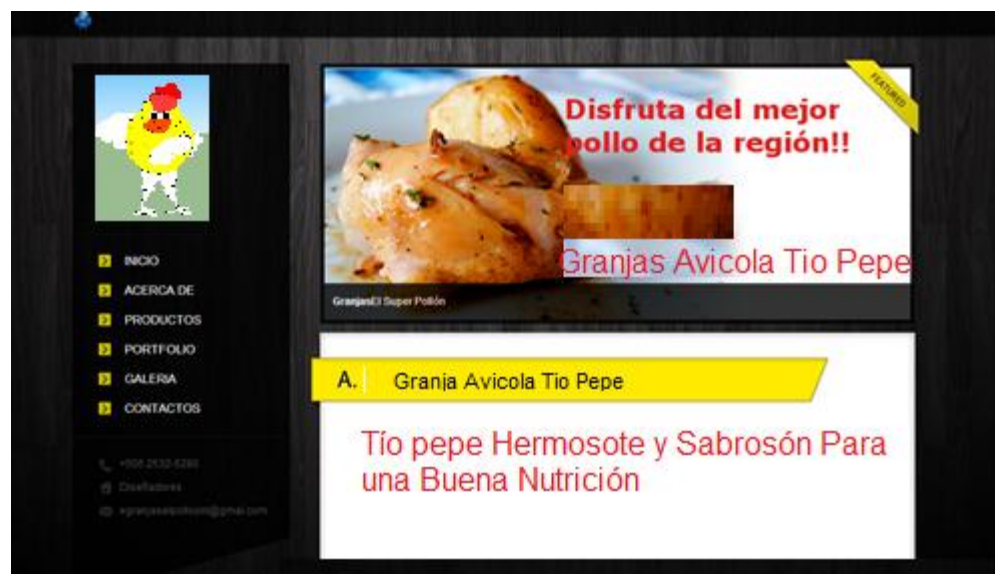 INICIO
ACERCA DE
PRODUCTOS
PORTFOLIO
GALERIA
CONTACTOS
Diseñadores
FEATURED
Disfruta del mejor
pollo de la región!!
Granjas Avicola Tio Pepe
GranjasEl Super Pollón
A. Granja Avicola Tio Pepe
Tío pepe Hermosote y Sabrosón Para
una Buena Nutrición